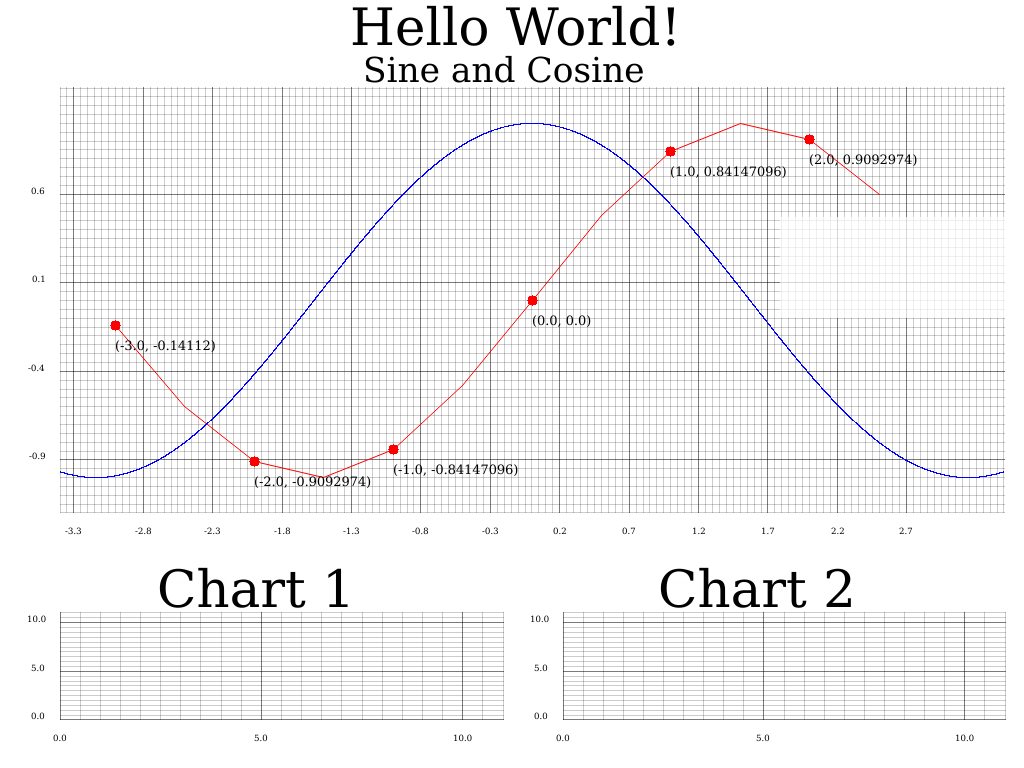 Hello World!
Sine and Cosine
(2.0, 0.9092974)
(1.0, 0.84147096)
0.6
0.1
(0.0, 0.0)
(-3.0, -0.14112)
-0.4
-0.9
(-1.0, -0.84147096)
(-2.0, -0.9092974)
-3.3 -2.8 -2.3 -1.8 -1.3 -0.8 -0.3 0.2 0.7 1.2 1.7 2.2 2.7
Chart 1
10.0
5.0
0.0
0.0 5.0 10.0
Chart 2
10.0
5.0
0.0
0.0 5.0 10.0